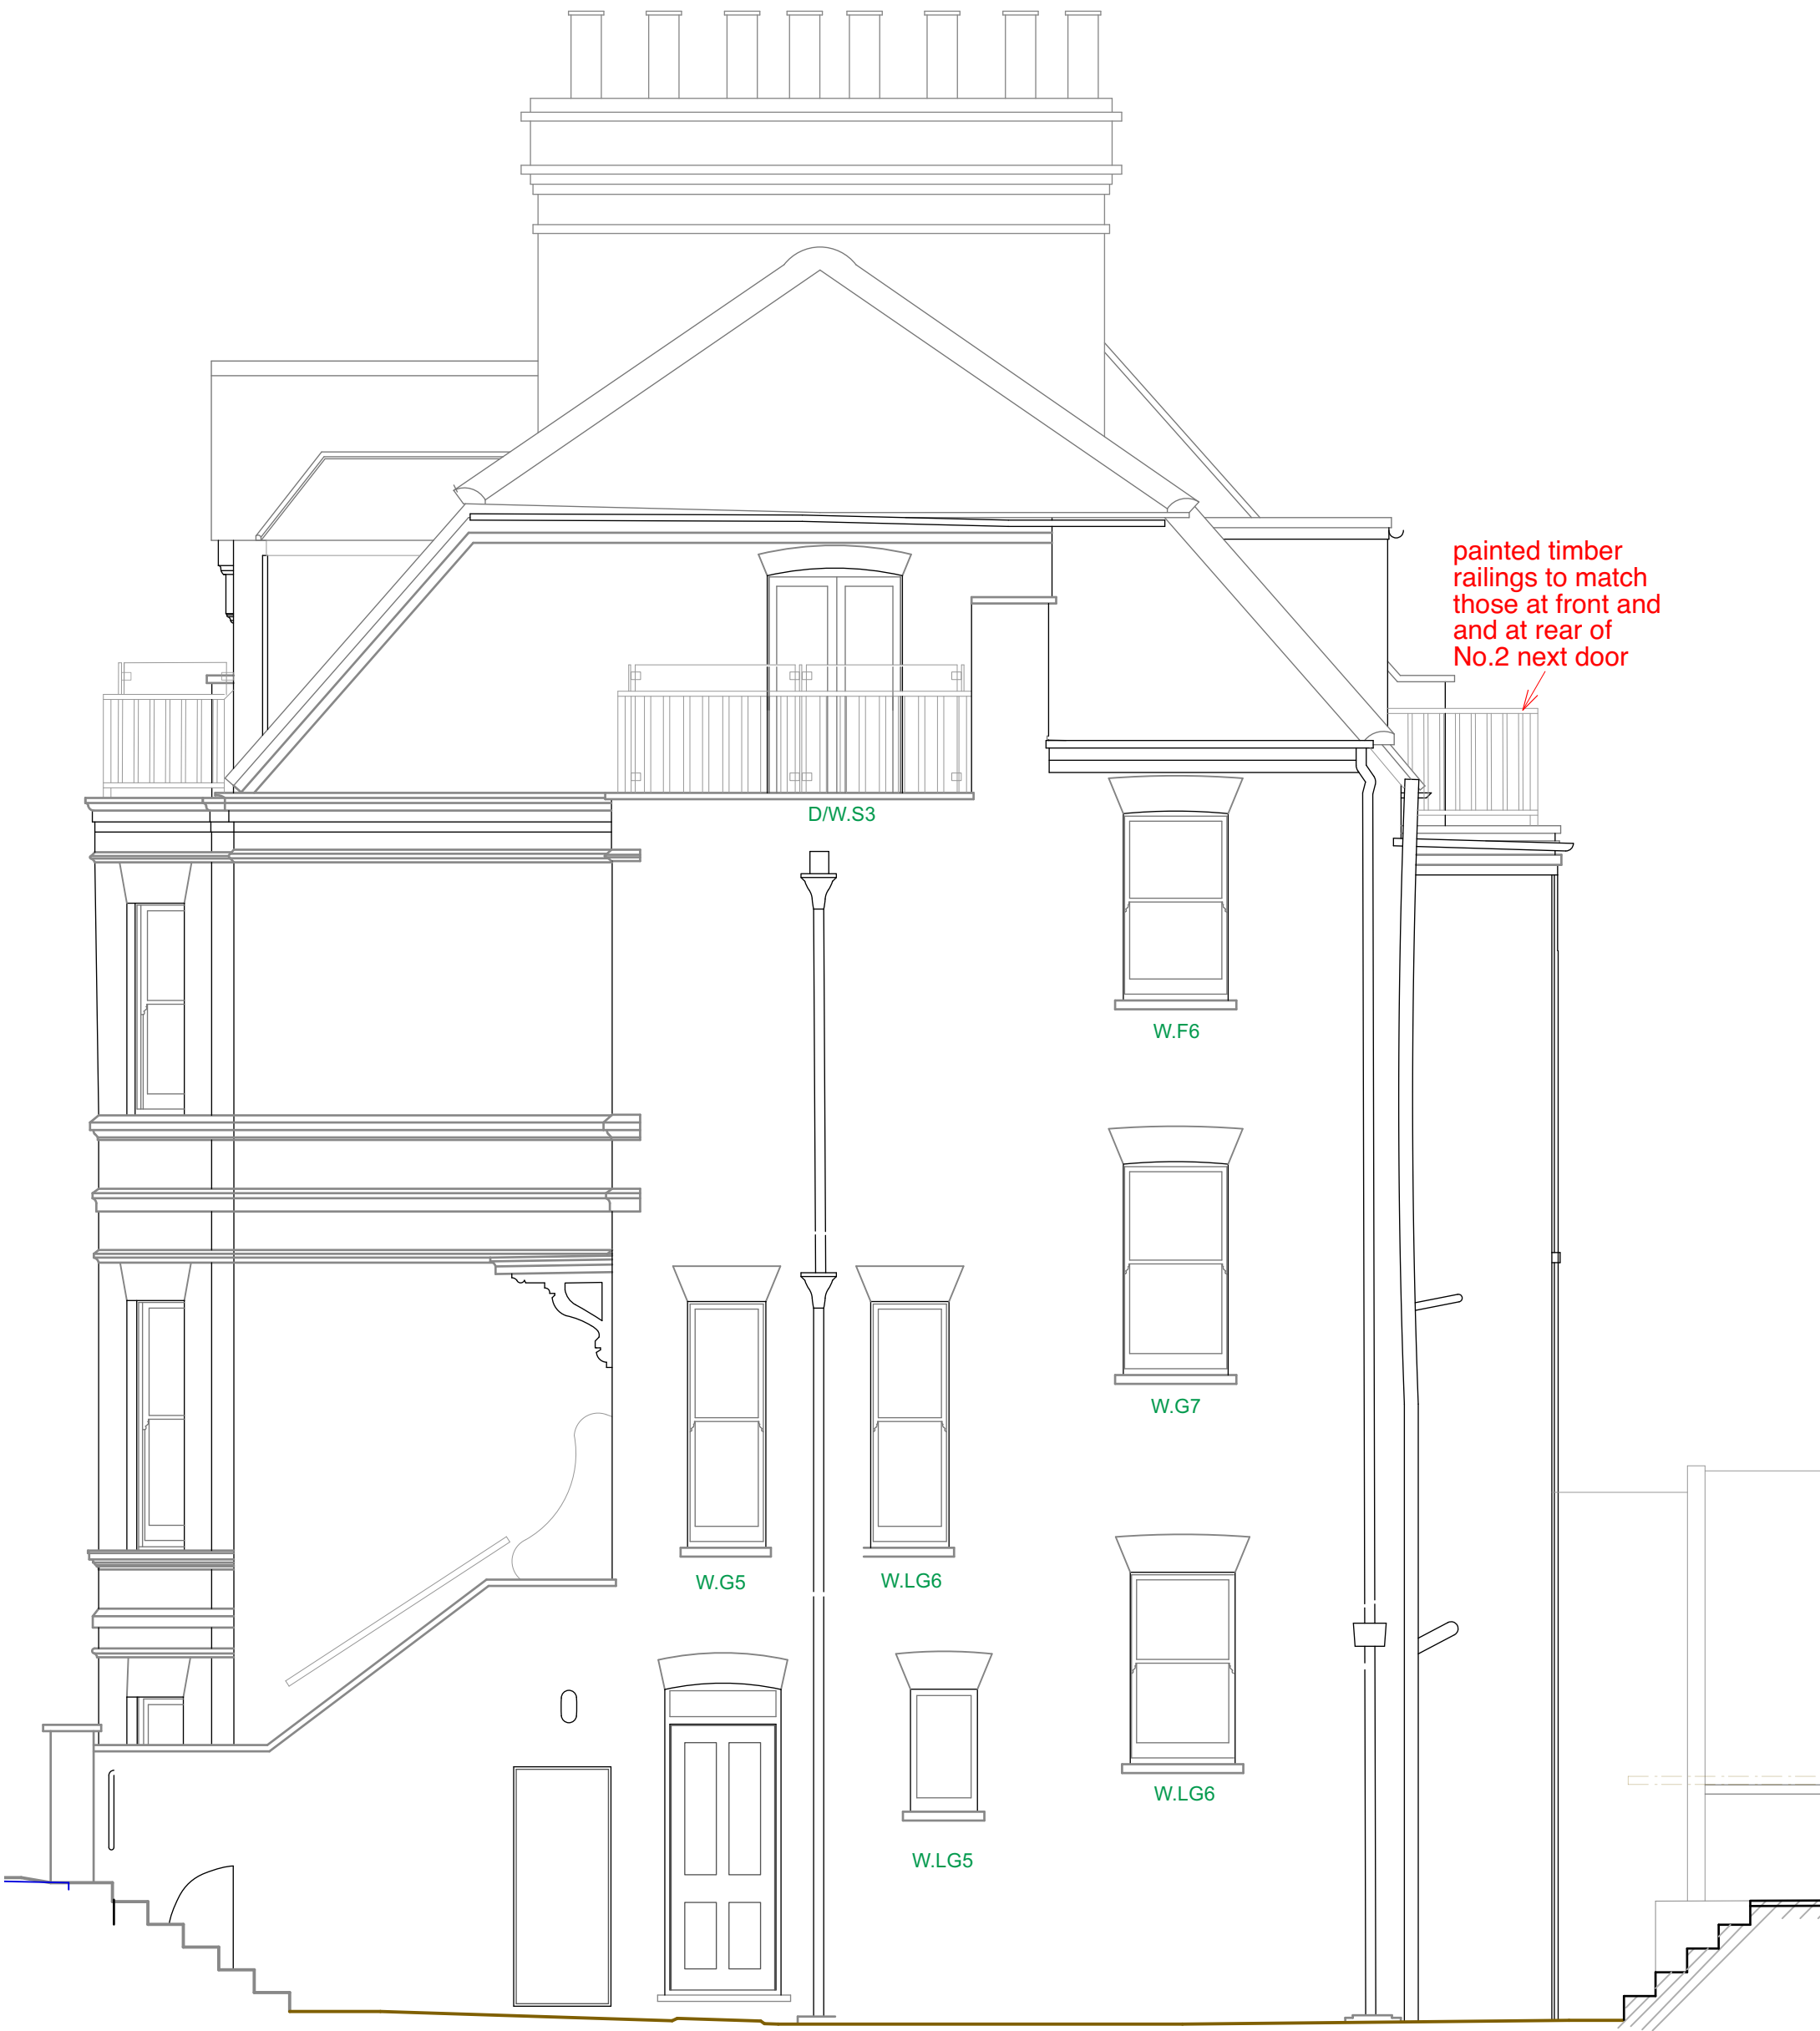 painted timber
railings to match
those at front and
and at rear of
No.2 next door
D/W.S3
W.F6
W.G7
W.G5
W.LG6
W.LG6
W.LG5